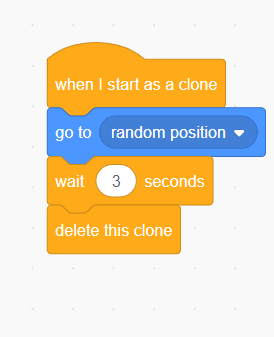 when I start as a clone
go to random position
wait 3 seconds
delete this clone